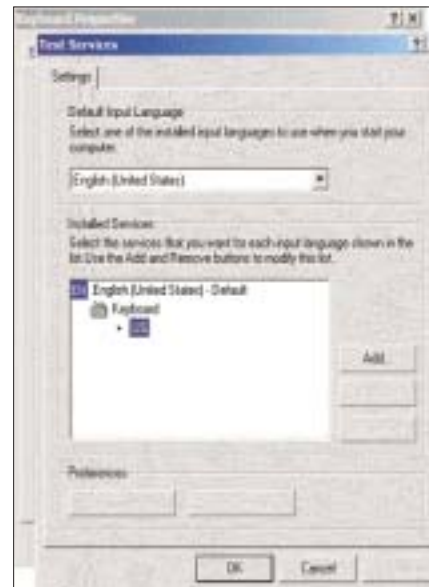 Keyboard Properties
Text Services
Settings
Default Input Language
Select one of the installed input languages to use when you start your
computer.
English (United States)
Installed Services
Select the services that you want for each input language shown in the
list. Use the Add and Remove buttons to modify this list.
EN English (United States) - Default
Keyboard
• US
Add...
Preferences
OK
Cancel